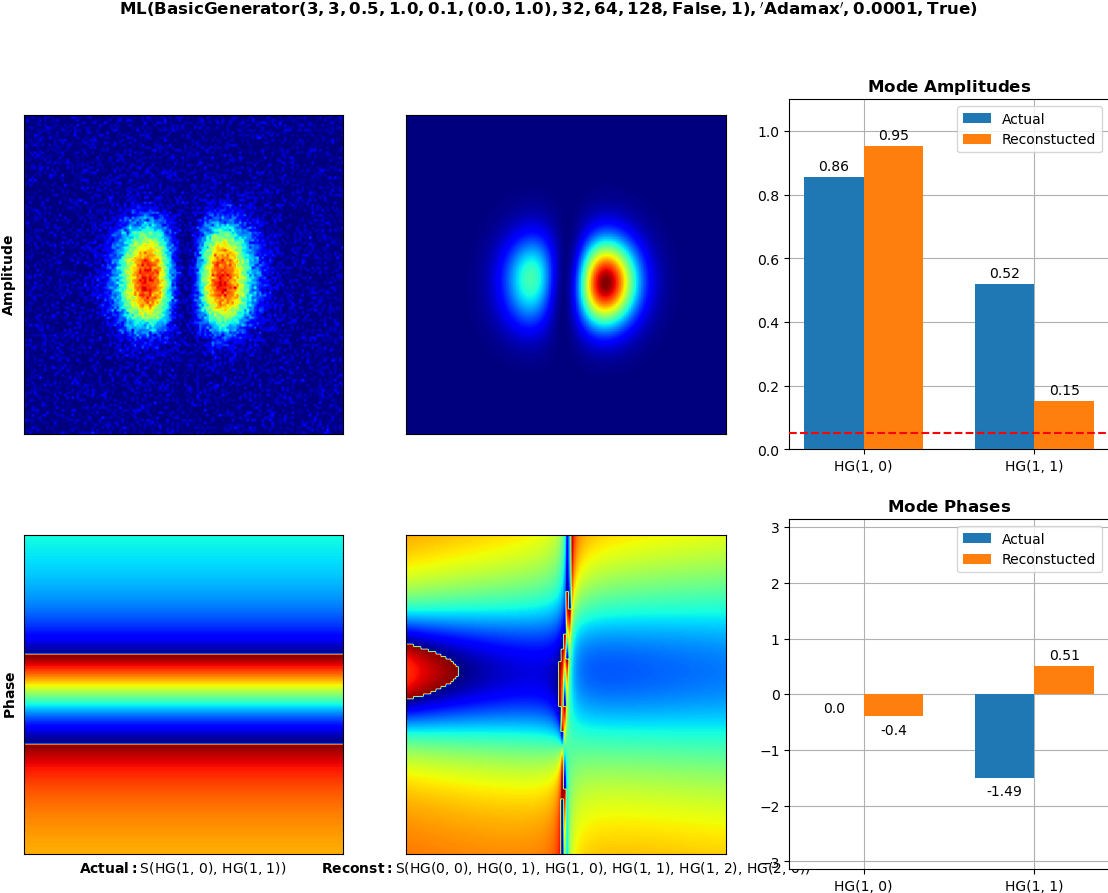 ML(BasicGenerator(3, 3, 0.5, 1.0, 0.1, (0.0, 1.0), 32, 64, 128, False, 1), 'Adamax', 0.0001, True)
Mode Amplitudes
Actual
Reconstucted
1.0
0.8
0.6
0.4
0.2
0.0
0.86
0.95
0.52
0.15
HG(1, 0)
HG(1, 1)
Amplitude
Mode Phases
Actual
Reconstucted
3
2
1
0
−1
−2
−3
0.0
-0.4
-1.49
0.51
HG(1, 0)
HG(1, 1)
Phase
Actual: S(HG(1, 0), HG(1, 1))
Reconst: S(HG(0, 0), HG(0, 1), HG(1, 0), HG(1, 1), HG(1, 2), HG(2, 0))